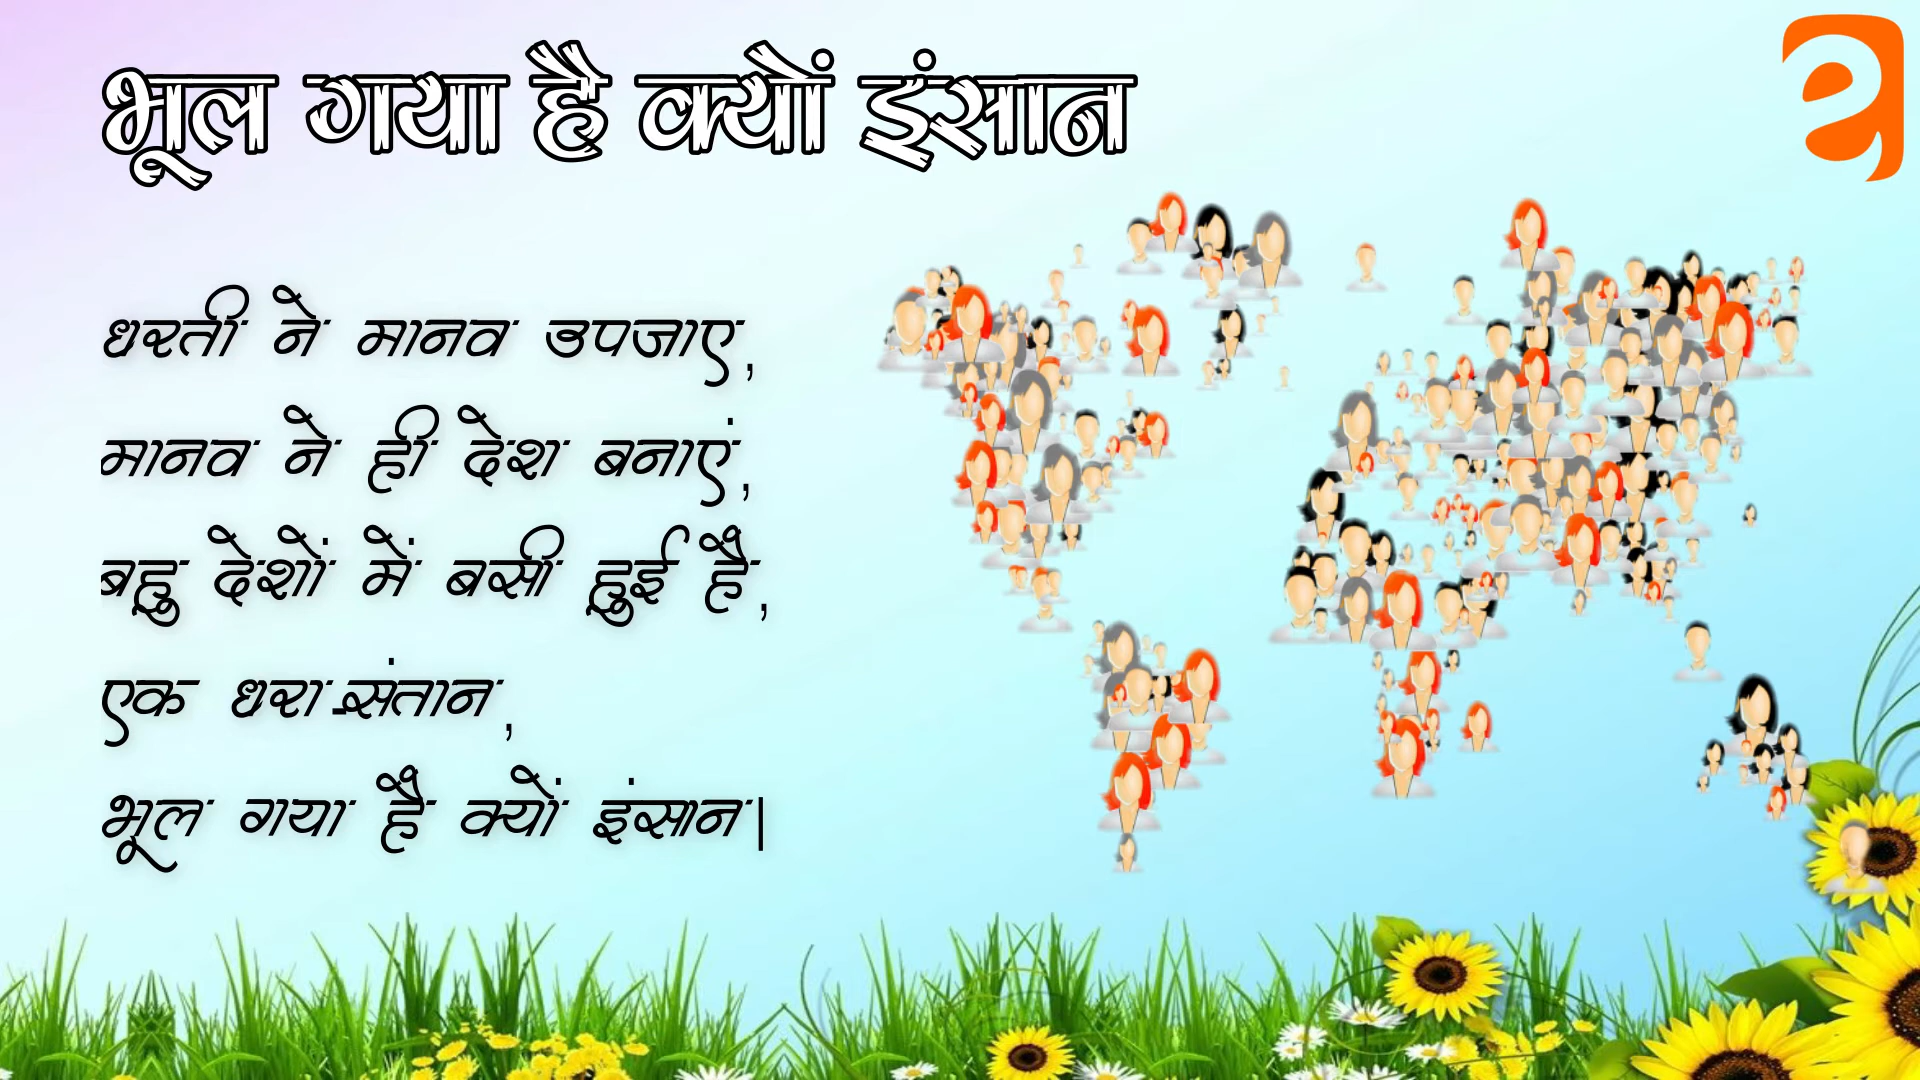 भूल गया है क्यों इंसान
धरती ने मानव उपजाए,
मानव ने ही देश बनाएं,
बहु देशों में बसी हुई है,
एक धरा-संतान,
भूल गया है क्यों इंसान|